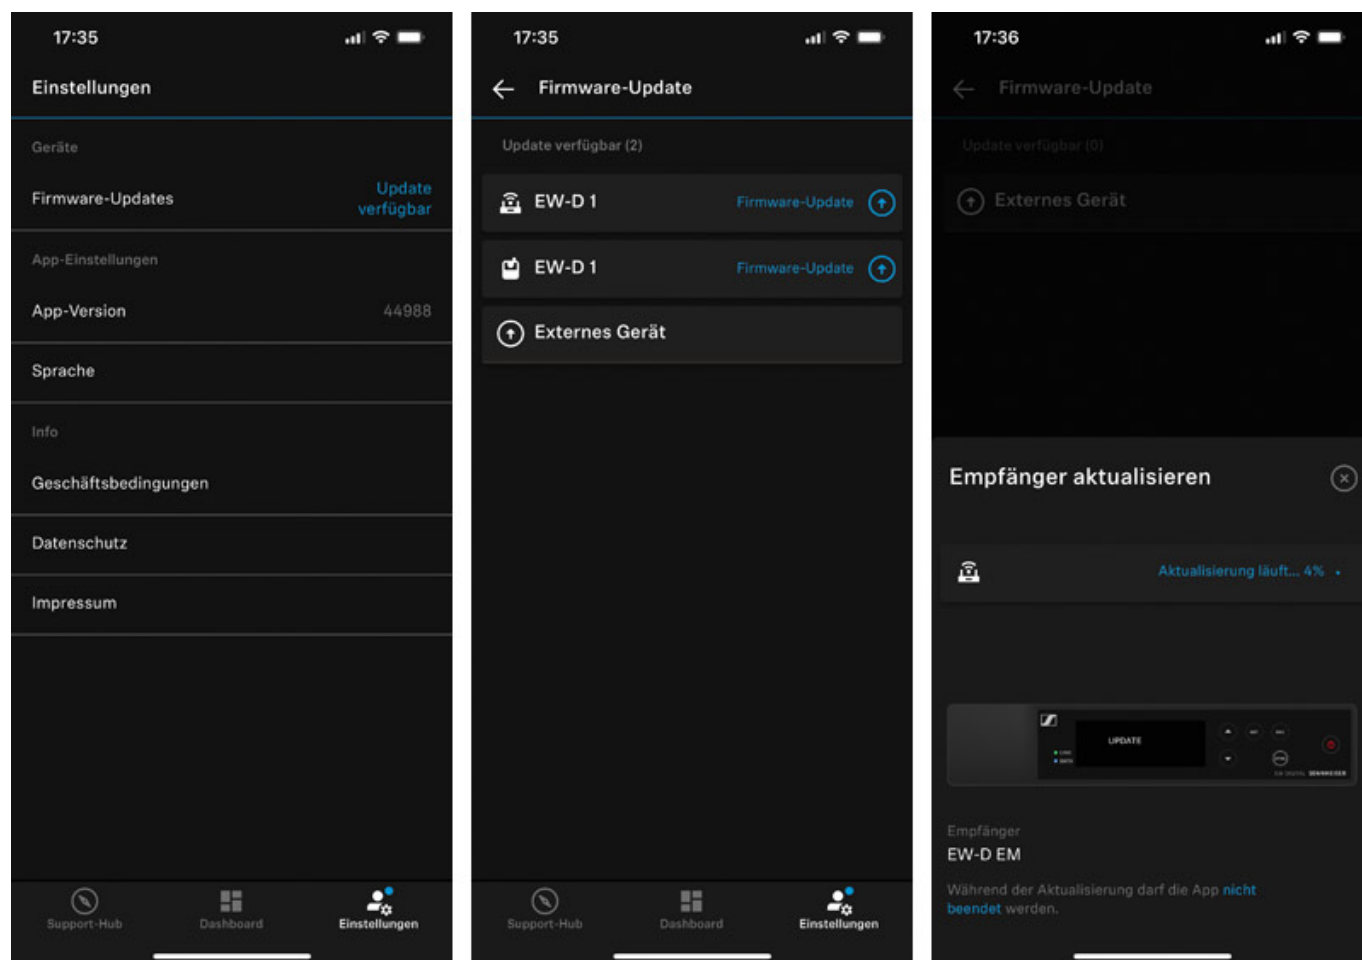 17:35
Einstellungen
Geräte
Firmware-Updates
Update
verfügbar
App-Einstellungen
App-Version
44988
Sprache
Info
Geschäftsbedingungen
Datenschutz
Impressum
Support-Hub
Dashboard
Einstellungen
17:35
Firmware-Update
Update verfügbar (2)
EW-D 1
Firmware-Update
EW-D 1
Firmware-Update
Externes Gerät
Support-Hub
Dashboard
Einstellungen
17:36
Firmware-Update
Update verfügbar (0)
Externes Gerät
Empfänger aktualisieren
Aktualisierung läuft... 4%
UPDATE
SENNHEISER
Empfänger
EW-D EM
Während der Aktualisierung darf die App nicht
beendet werden.